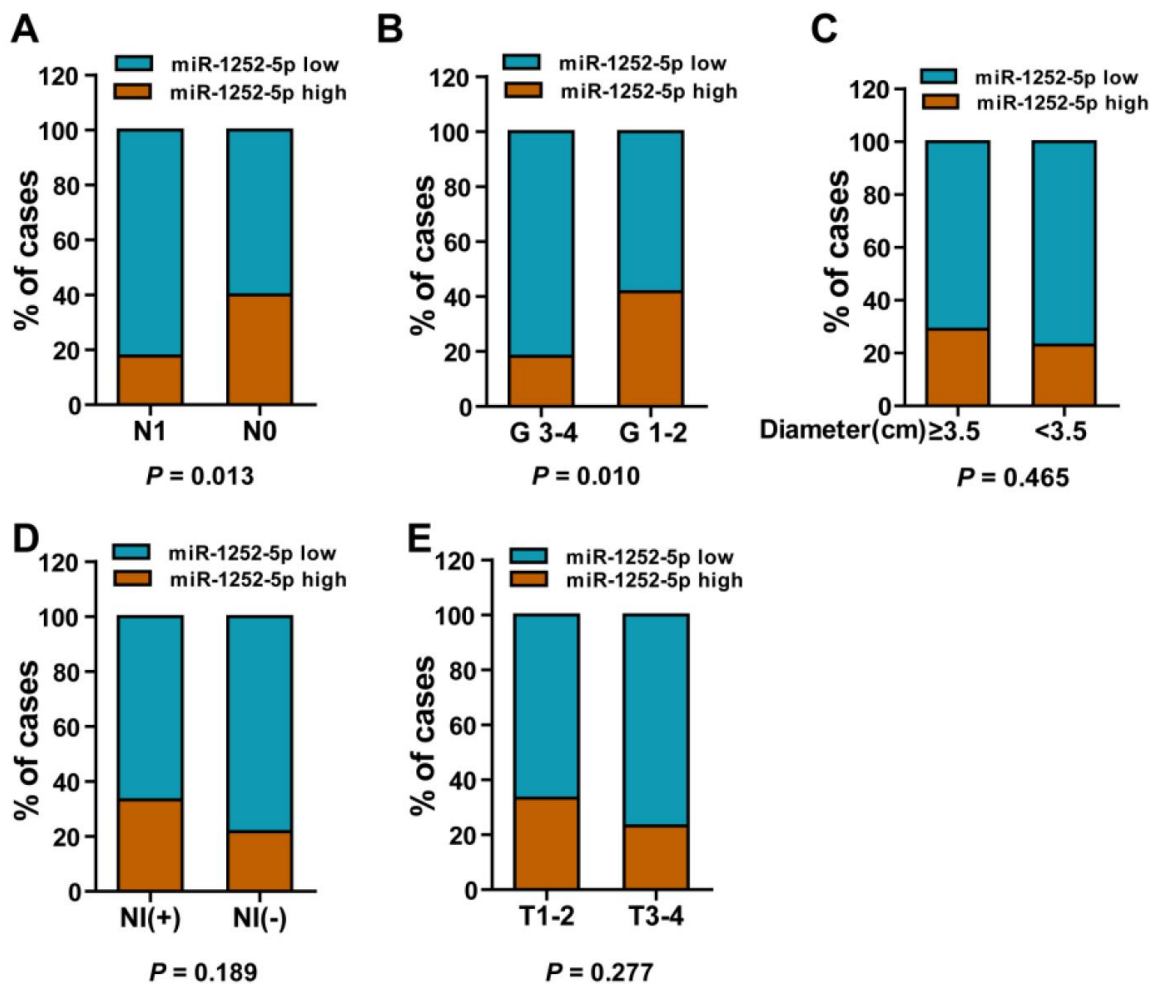 A
miR-1252-5p low
miR-1252-5p high
120
100
80
60
40
20
0
% of cases
N1 N0
P = 0.013
B
miR-1252-5p low
miR-1252-5p high
120
100
80
60
40
20
0
% of cases
G 3-4 G 1-2
P = 0.010
C
miR-1252-5p low
miR-1252-5p high
120
100
80
60
40
20
0
% of cases
Diameter(cm) ≥3.5 <3.5
P = 0.465
D
miR-1252-5p low
miR-1252-5p high
120
100
80
60
40
20
0
% of cases
NI(+) NI(-)
P = 0.189
E
miR-1252-5p low
miR-1252-5p high
120
100
80
60
40
20
0
% of cases
T1-2 T3-4
P = 0.277